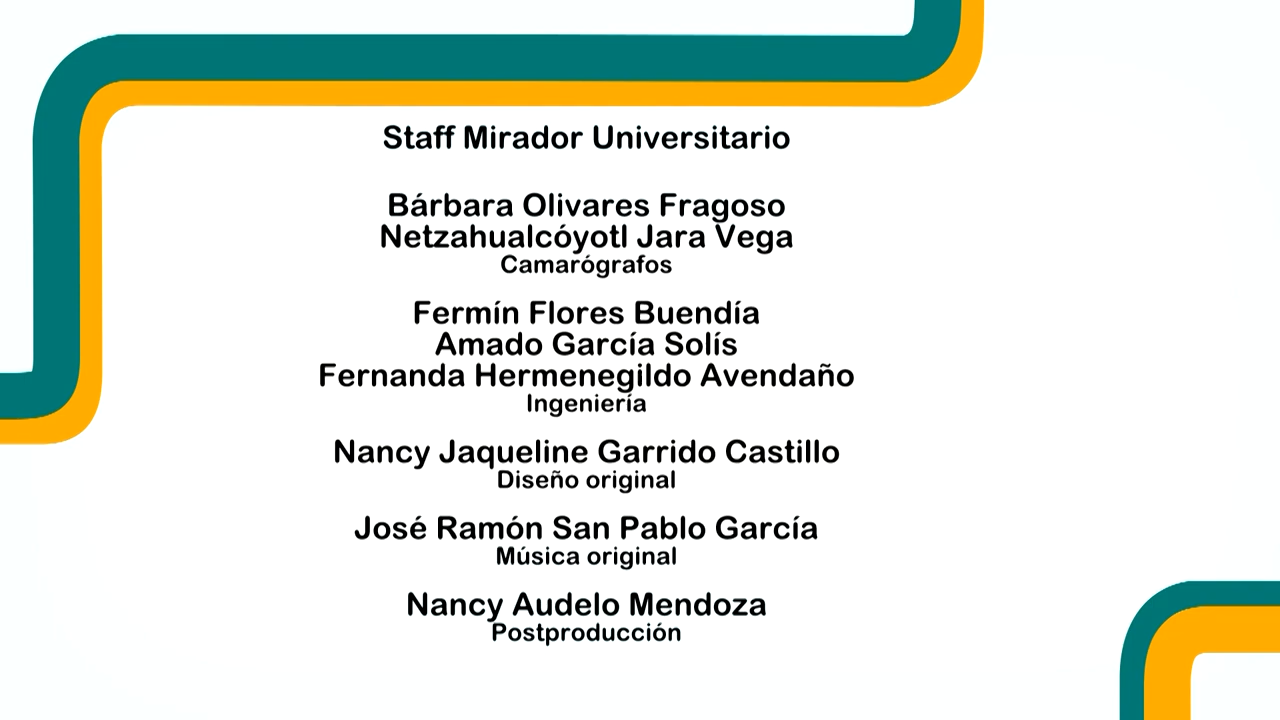 Staff Mirador Universitario
Bárbara Olivares Fragoso
Netzahualcóyotl Jara Vega
Camarógrafos
Fermín Flores Buendía
Amado García Solís
Fernanda Hermenegildo Avendaño
Ingeniería
Nancy Jaqueline Garrido Castillo
Diseño original
José Ramón San Pablo García
Música original
Nancy Audelo Mendoza
Postproducción